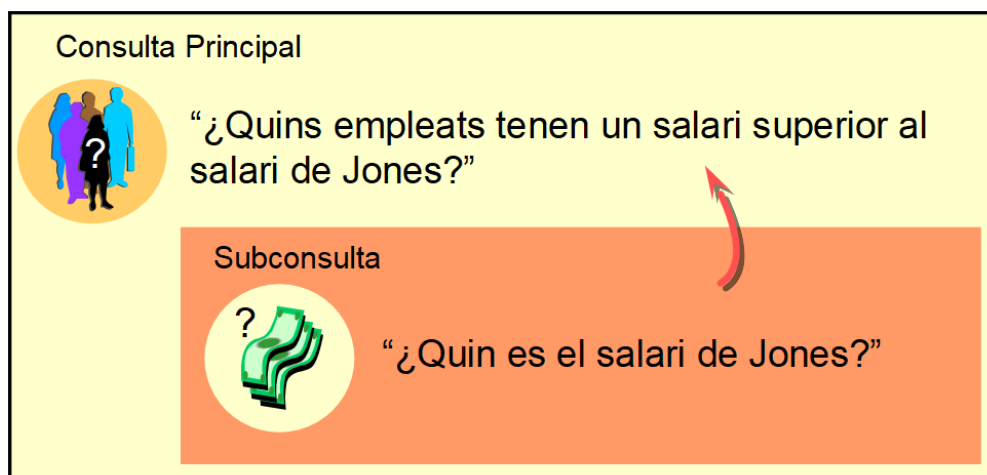 Consulta Principal
“¿Quins empleats tenen un salari superior al
salari de Jones?”
?
Subconsulta
?
“¿Quin es el salari de Jones?”